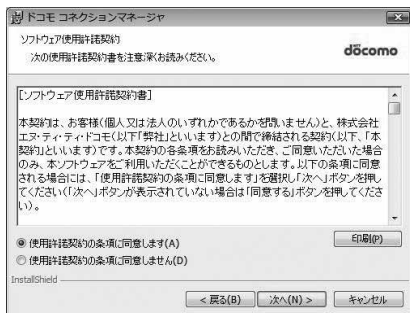 ドコモ コネクションマネージャ
ソフトウェア使用許諾契約
次の使用許諾契約書を注意深くお読みください。
döcomo
[ソフトウェア使用許諾契約書]
本契約は、お客様(個人又は法人のいずれかであるかを問いません)と、株式会社
エヌ・ティ・ティ・ドコモ(以下「弊社」といいます)との間で締結される契約(以下、「本
契約」といいます)です。本契約の各条項をお読みいただき、ご同意いただいた場合
のみ、本ソフトウェアをご利用いただくことができるものとします。以下の条項に同意
される場合には、「使用許諾契約の条項に同意します」を選択し「次へ」ボタンを押し
てください(「次へ」ボタンが表示されていない場合は「同意する」ボタンを押してくださ
い)。
使用許諾契約の条項に同意します(A)
印刷(P)
使用許諾契約の条項に同意しません(D)
InstallShield
< 戻る(B)
次へ(N) >
キャンセル